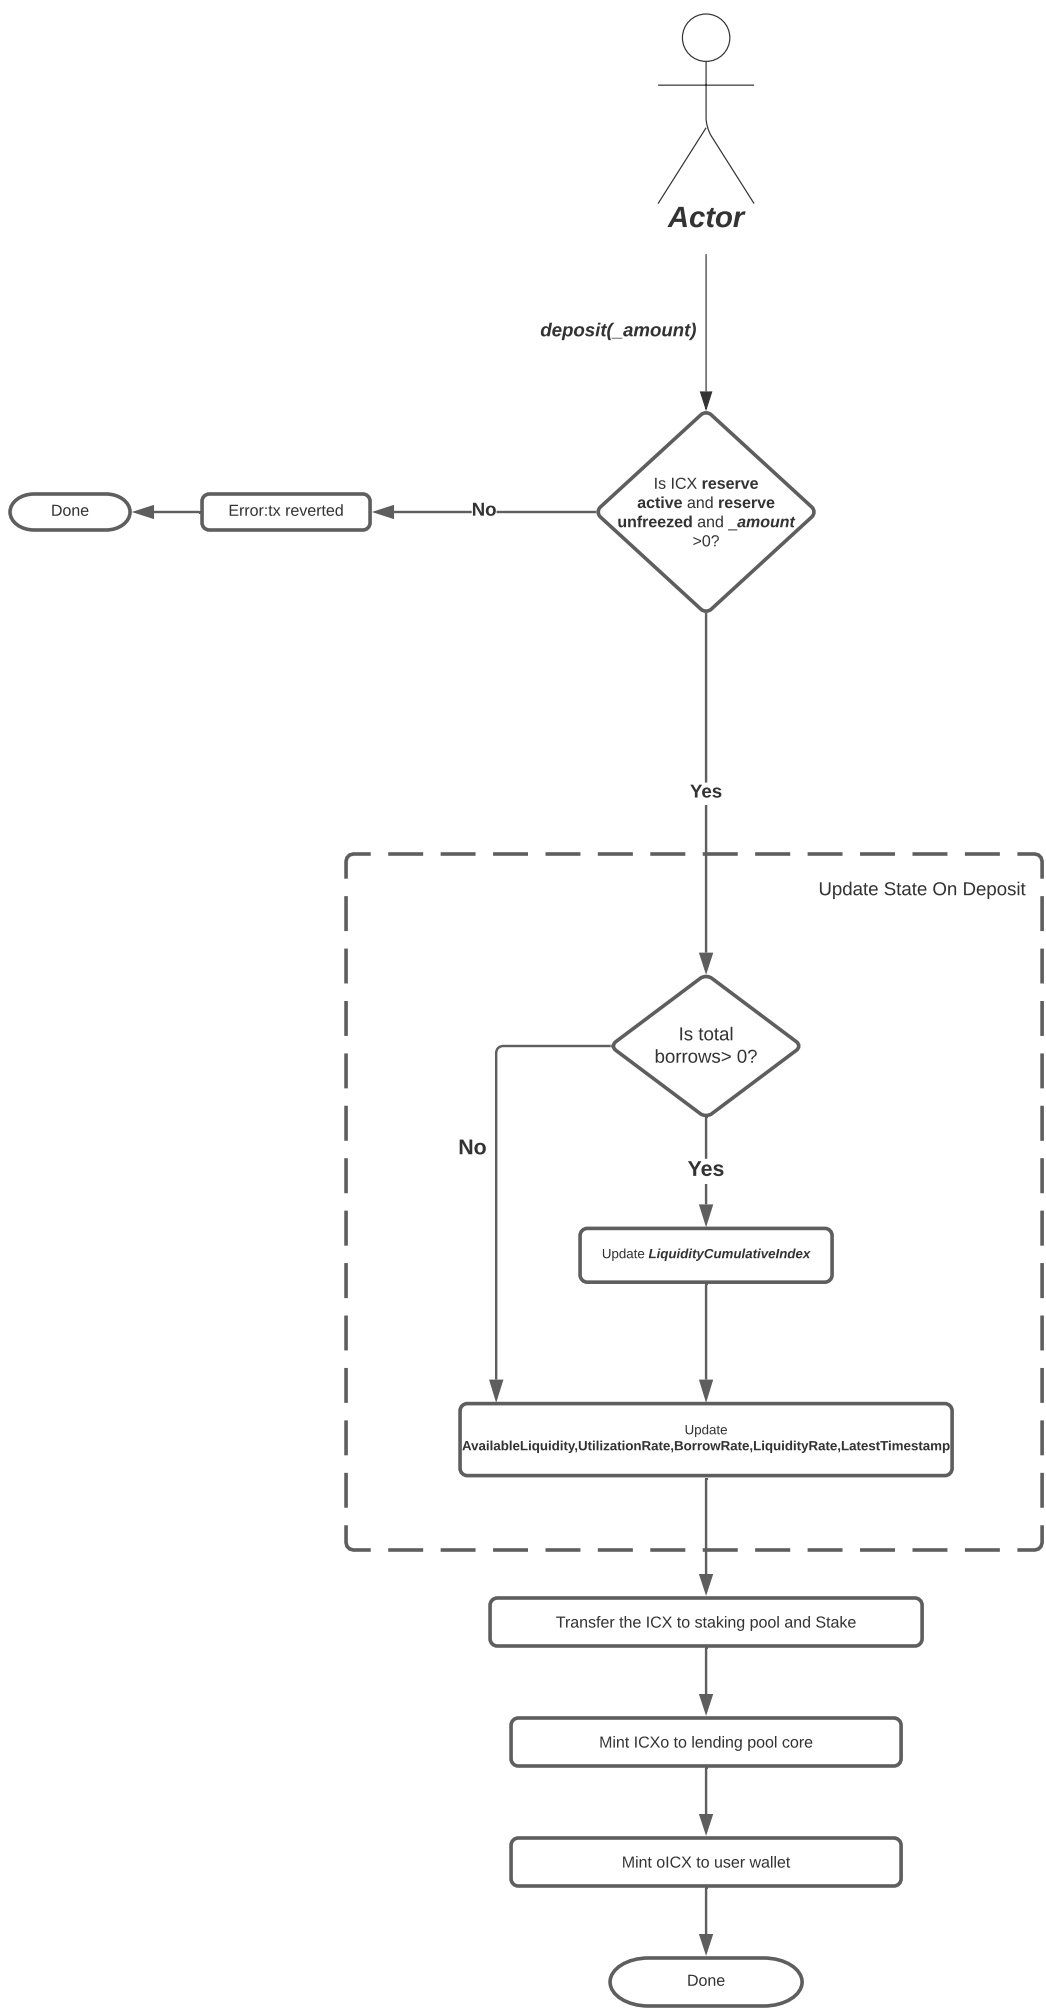 Actor
deposit(_amount)
Is ICX reserve
active and reserve
unfreezed and _amount
>0?
No
Error:tx reverted
Done
Yes
Update State On Deposit
Is total
borrows> 0?
No
Yes
Update LiquidityCumulativeIndex
Update
AvailableLiquidity,UtilizationRate,BorrowRate,LiquidityRate,LatestTimestamp
Transfer the ICX to staking pool and Stake
Mint ICXo to lending pool core
Mint oICX to user wallet
Done